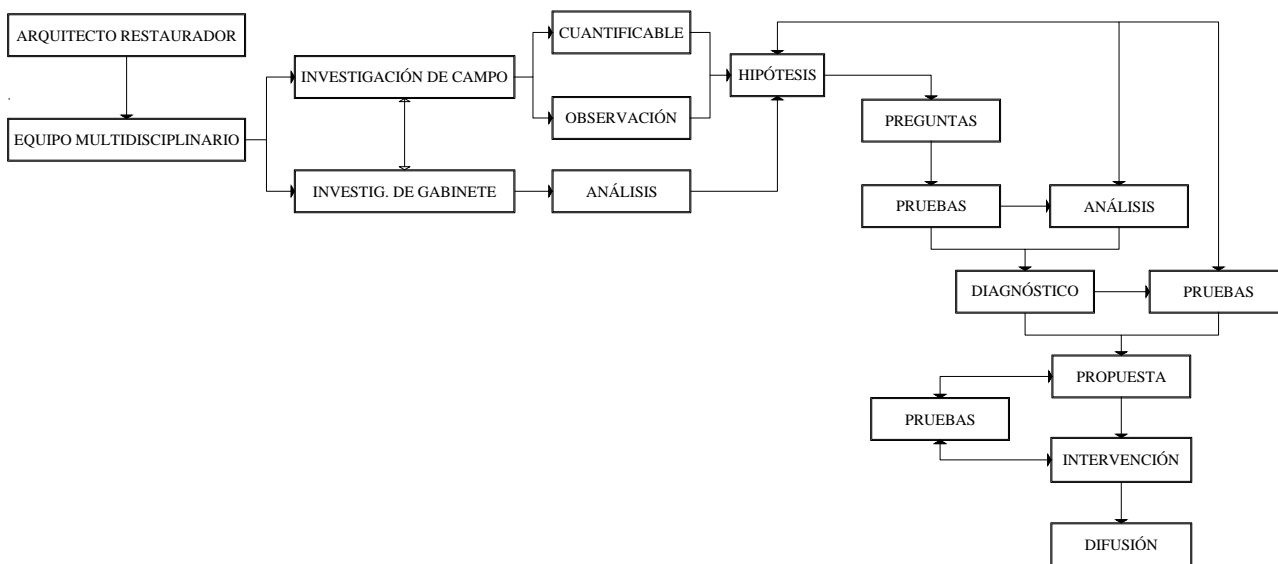 ARQUITECTO RESTAURADOR
EQUIPO MULTIDISCIPLINARIO
INVESTIGACIÓN DE CAMPO
INVESTIG. DE GABINETE
CUANTIFICABLE
OBSERVACIÓN
ANÁLISIS
HIPÓTESIS
PREGUNTAS
PRUEBAS
ANÁLISIS
DIAGNÓSTICO
PRUEBAS
PROPUESTA
PRUEBAS
INTERVENCIÓN
DIFUSIÓN